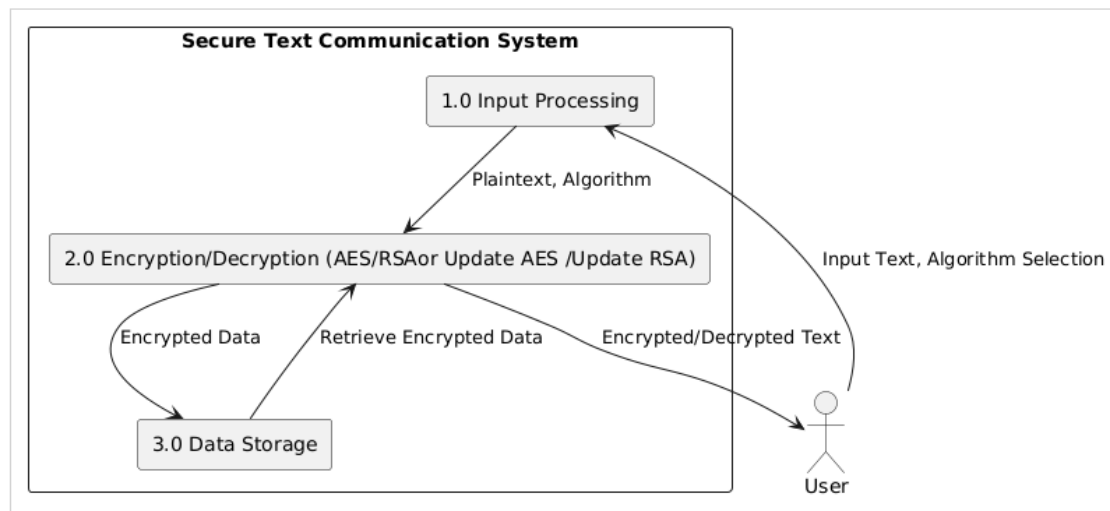 Secure Text Communication System
1.0 Input Processing
Plaintext, Algorithm
2.0 Encryption/Decryption (AES/RSAor Update AES /Update RSA)
Input Text, Algorithm Selection
Encrypted Data
Retrieve Encrypted Data
Encrypted/Decrypted Text
3.0 Data Storage
User